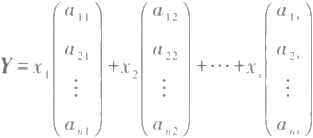 Y = x₁ (a₁₁ a₂₁ ⋮ aₙ₁) + x₂ (a₁₂ a₂₂ ⋮ aₙ₂) + ⋯ + xₛ (a₁ₛ a₂ₛ ⋮ aₙₛ)